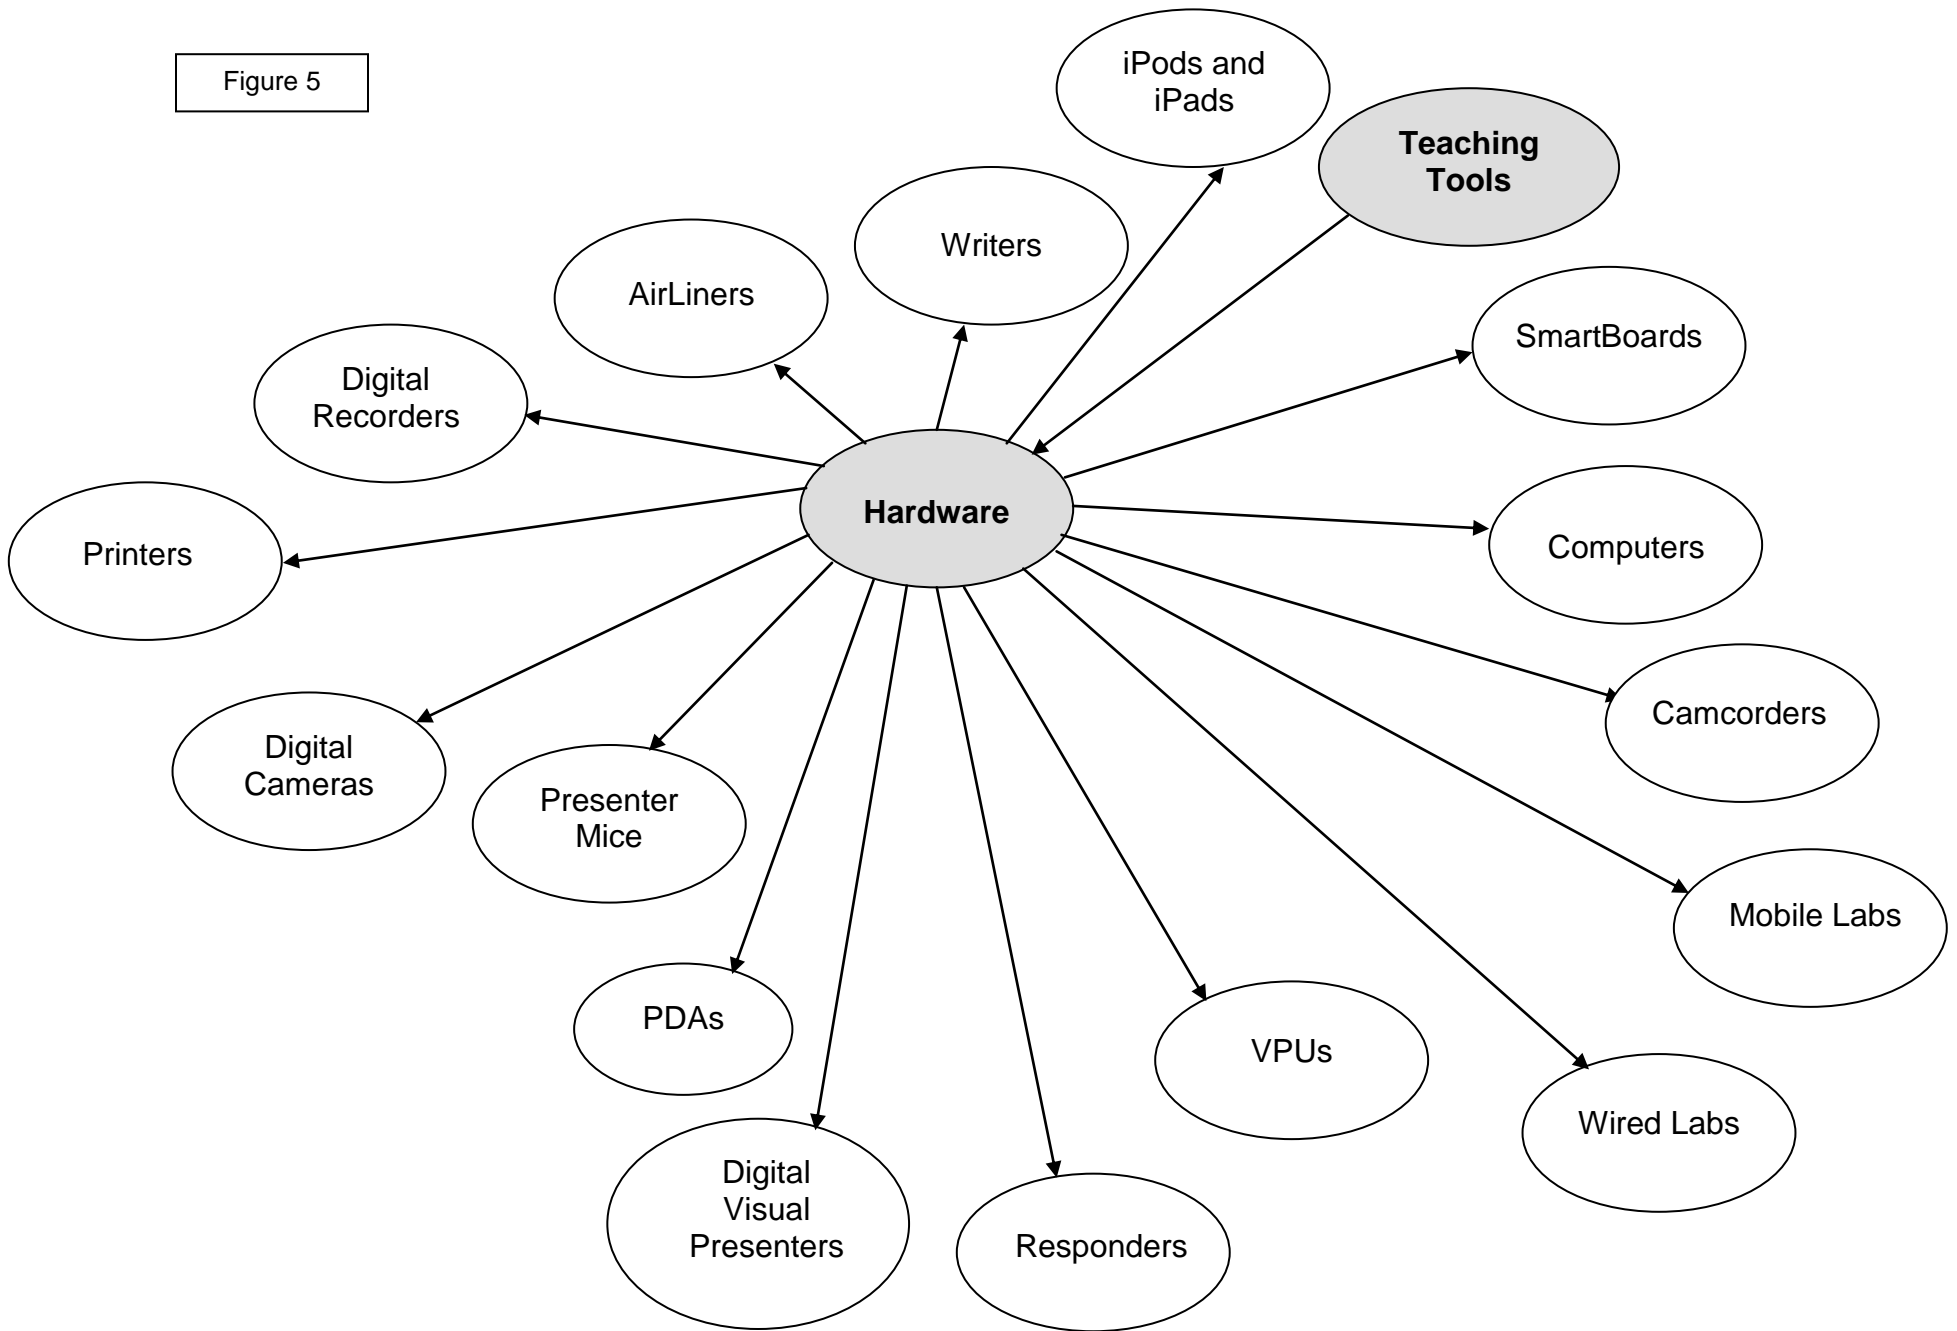 Figure 5
iPods and
iPads
Teaching
Tools
Writers
AirLiners
SmartBoards
Digital
Recorders
Hardware
Computers
Printers
Camcorders
Digital
Cameras
Presenter
Mice
Mobile Labs
PDAs
VPUs
Wired Labs
Digital
Visual
Presenters
Responders